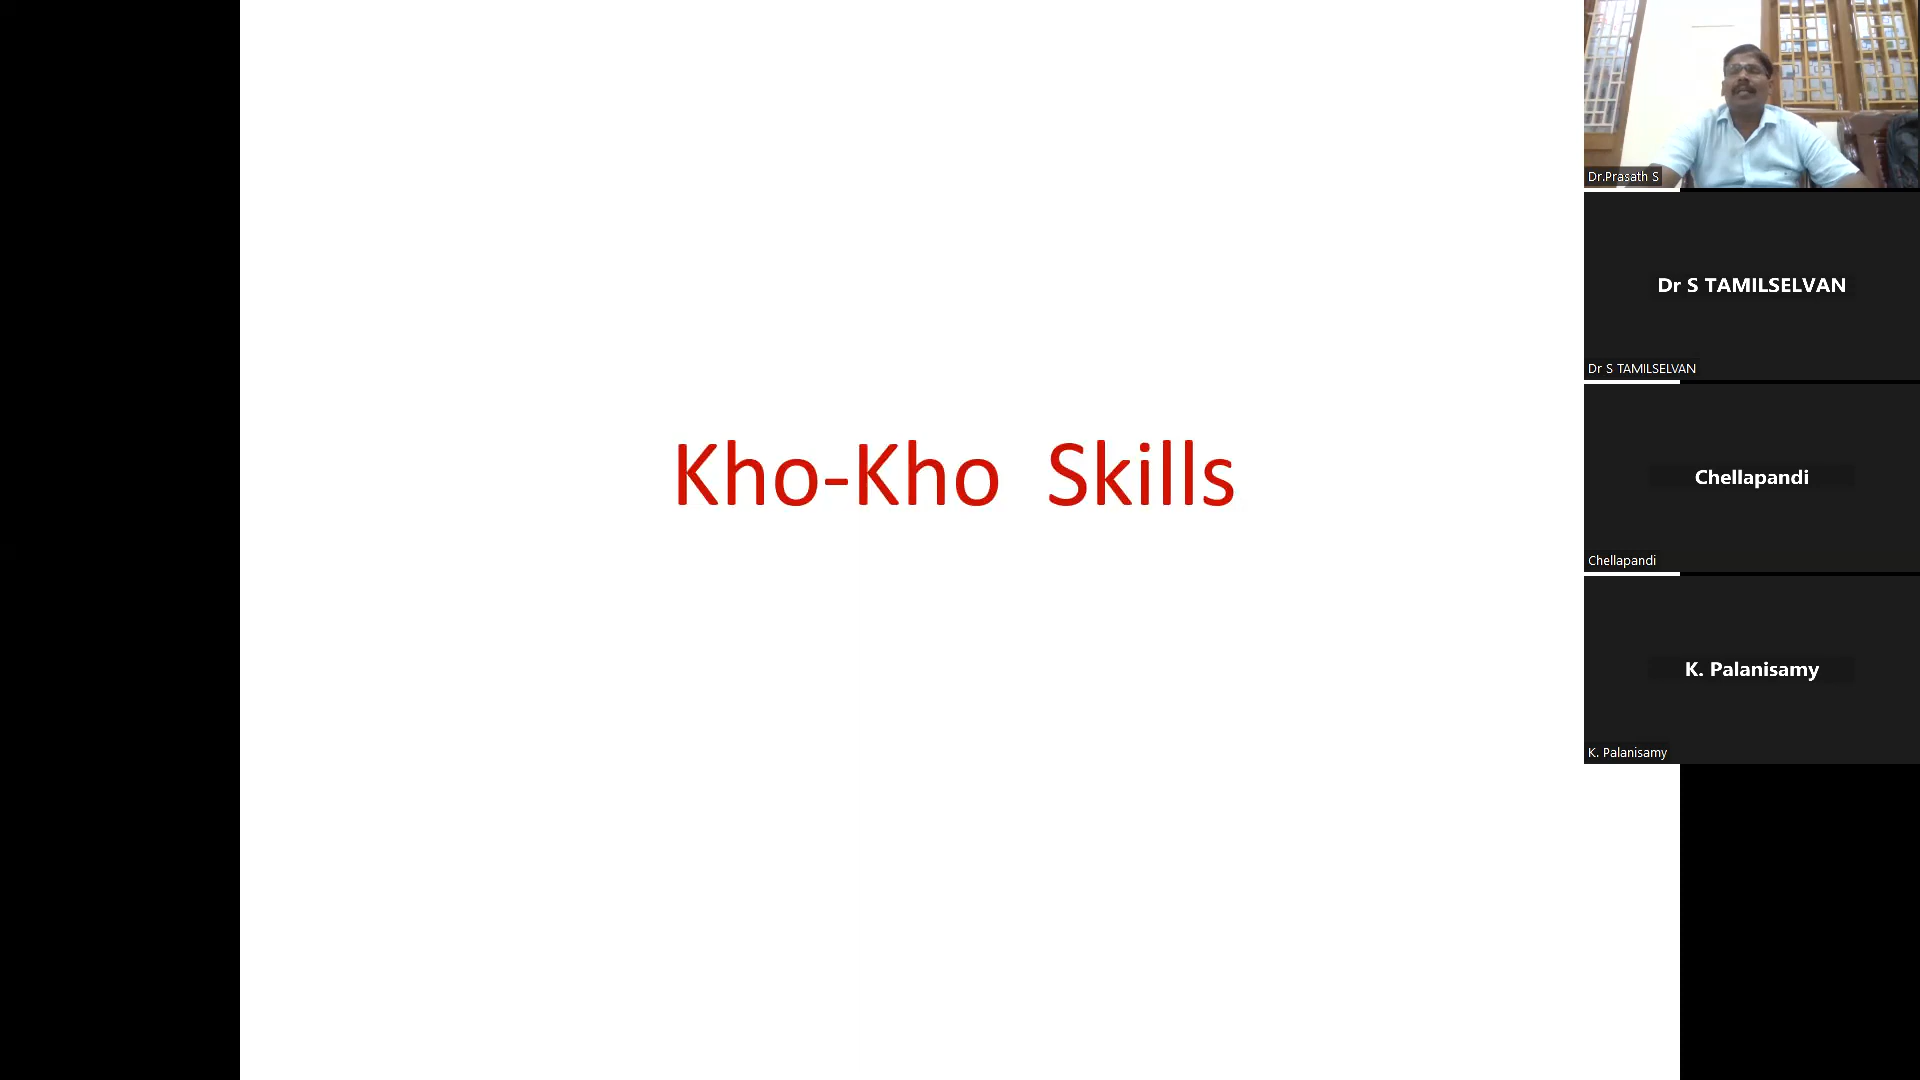 Kho-Kho  Skills
Dr.Prasath S
Dr S TAMILSELVAN
Dr S TAMILSELVAN
Chellapandi
Chellapandi
K. Palanisamy
K. Palanisamy